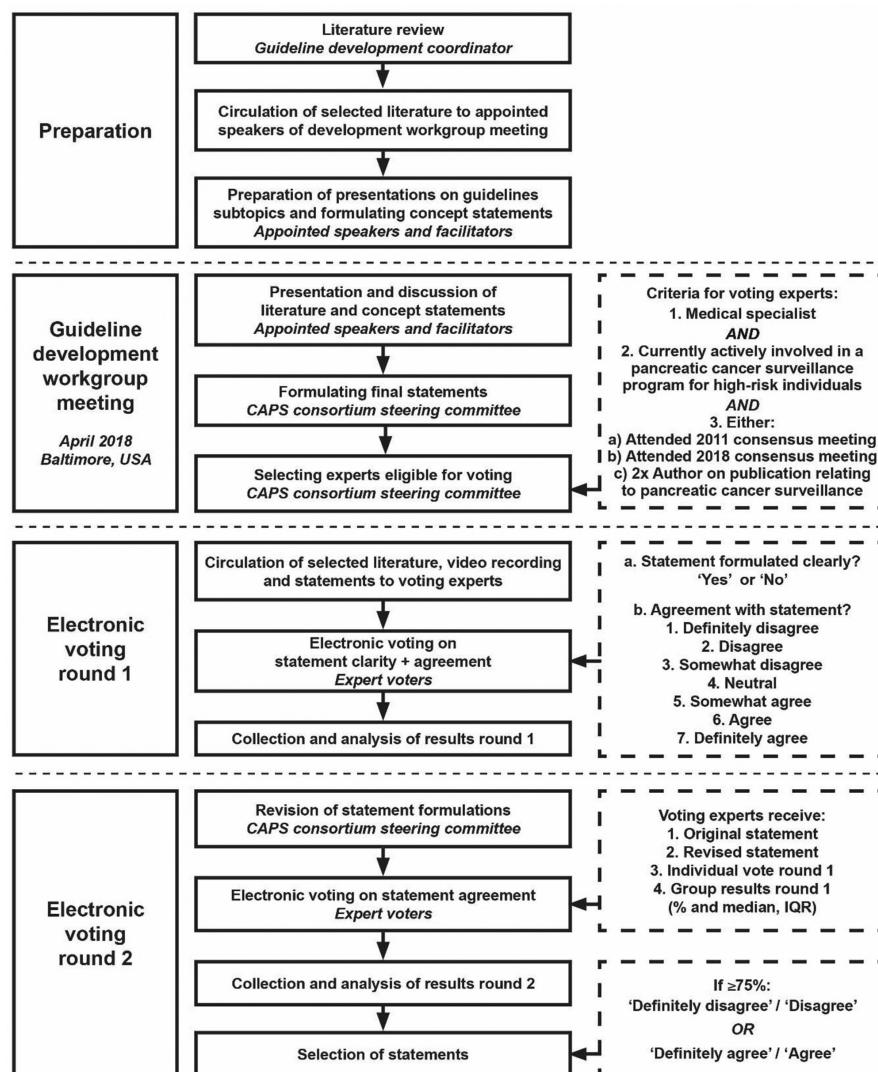 Preparation
Literature review
Guideline development coordinator
Circulation of selected literature to appointed
speakers of development workgroup meeting
Preparation of presentations on guidelines
subtopics and formulating concept statements
Appointed speakers and facilitators
Guideline
development
workgroup
meeting
April 2018
Baltimore, USA
Presentation and discussion of
literature and concept statements
Appointed speakers and facilitators
Formulating final statements
CAPS consortium steering committee
Selecting experts eligible for voting
CAPS consortium steering committee
Criteria for voting experts:
1. Medical specialist
AND
2. Currently actively involved in a
pancreatic cancer surveillance
program for high-risk individuals
AND
3. Either:
a) Attended 2011 consensus meeting
b) Attended 2018 consensus meeting
c) 2x Author on publication relating
to pancreatic cancer surveillance
Electronic
voting
round 1
Circulation of selected literature, video recording
and statements to voting experts
Electronic voting on
statement clarity + agreement
Expert voters
Collection and analysis of results round 1
a. Statement formulated clearly?
‘Yes’ or ‘No’
b. Agreement with statement?
1. Definitely disagree
2. Disagree
3. Somewhat disagree
4. Neutral
5. Somewhat agree
6. Agree
7. Definitely agree
Electronic
voting
round 2
Revision of statement formulations
CAPS consortium steering committee
Electronic voting on statement agreement
Expert voters
Collection and analysis of results round 2
Selection of statements
Voting experts receive:
1. Original statement
2. Revised statement
3. Individual vote round 1
4. Group results round 1
(% and median, IQR)
If ≥75%:
‘Definitely disagree’ / ‘Disagree’
OR
‘Definitely agree’ / ‘Agree’